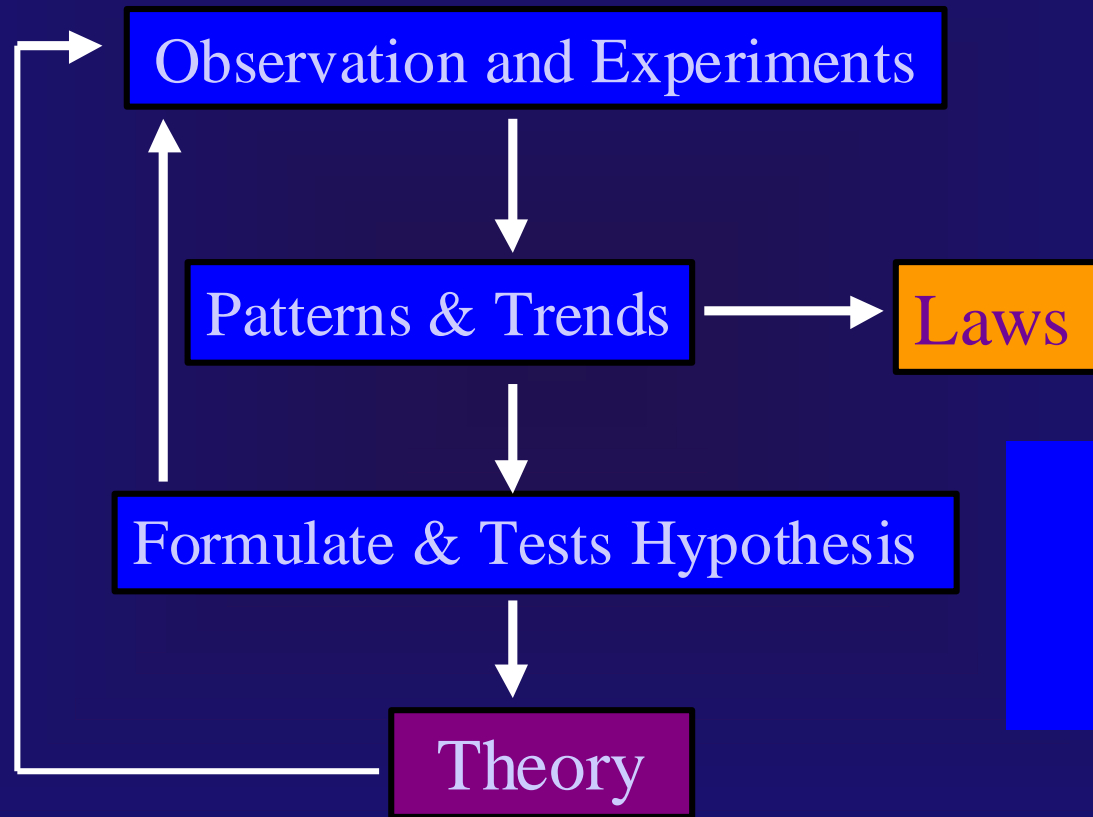 Observation and Experiments
Patterns & Trends
Laws
Formulate & Tests Hypothesis
Theory